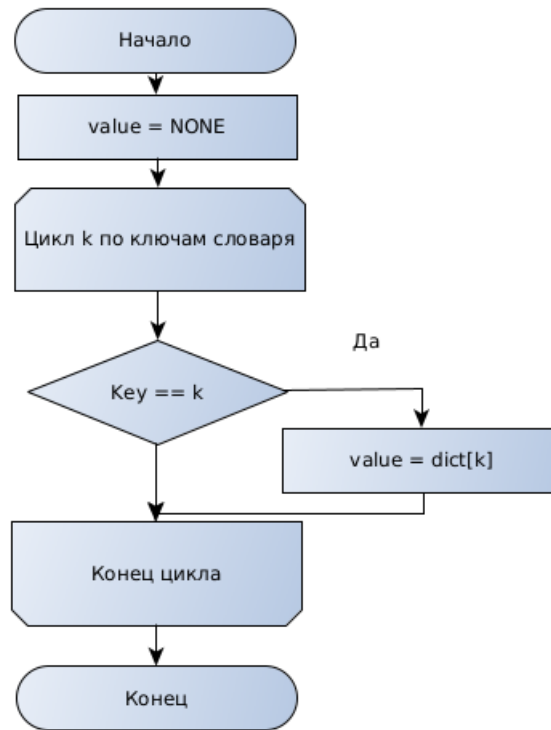 Начало
value = NONE
Цикл k по ключам словаря
Да
Key == k
value = dict[k]
Конец цикла
Конец